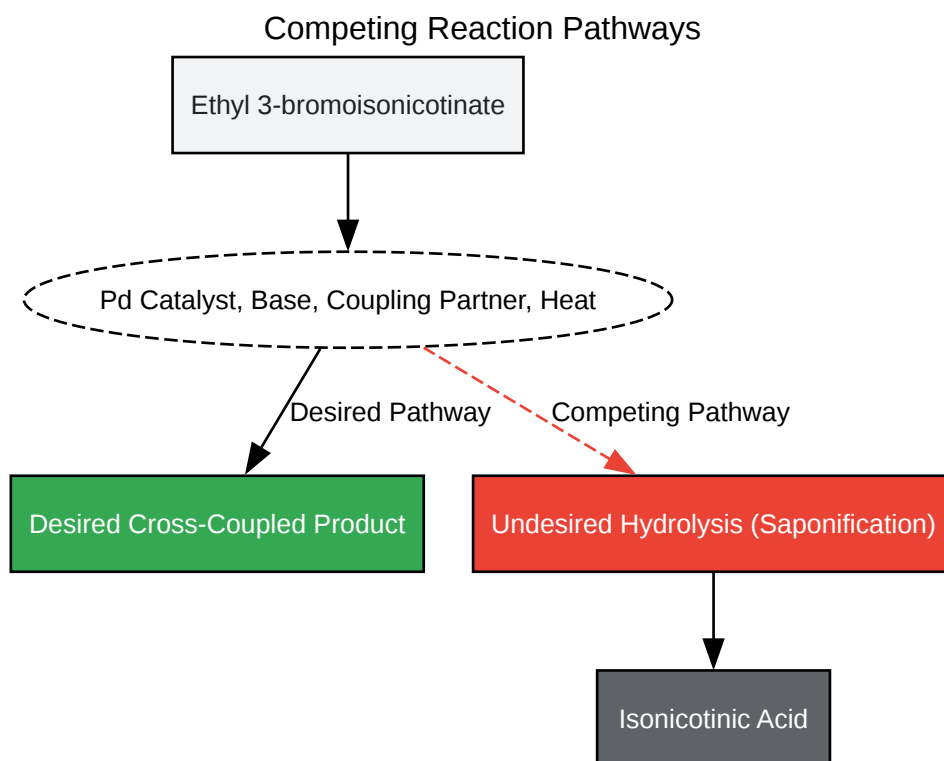 Competing Reaction Pathways
Ethyl 3-bromoisonicotinate
Pd Catalyst, Base, Coupling Partner, Heat
Desired Pathway
Competing Pathway
Desired Cross-Coupled Product
Undesired Hydrolysis (Saponification)
Isonicotinic Acid